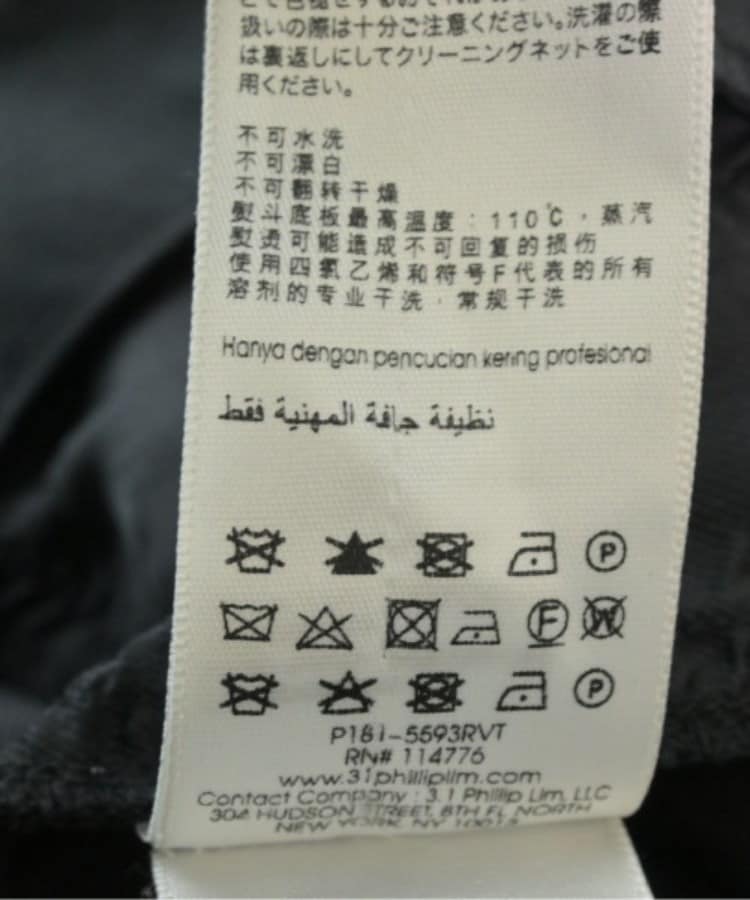 扱いの際は十分ご注意ください。洗濯の際
は裏返しにしてクリーニングネットをご使
用ください。
不可水洗
不可漂白
不可翻转干燥
熨斗底板最高温度：110℃，蒸汽
熨烫可能造成不可回复的损伤
使用四氯乙烯和符号F代表的所有
溶剂的专业干洗，常规干洗
Hanya dengan pencucian kering profesional
نظيفة جافة المهنية فقط
P
F W
P
P181-5593RVT
RN# 114776
www.31philliplim.com
Contact Company : 3.1 Phillip Lim, LLC
304 HUDSON STREET, 8TH FL NORTH
NEW YORK, NY 10013